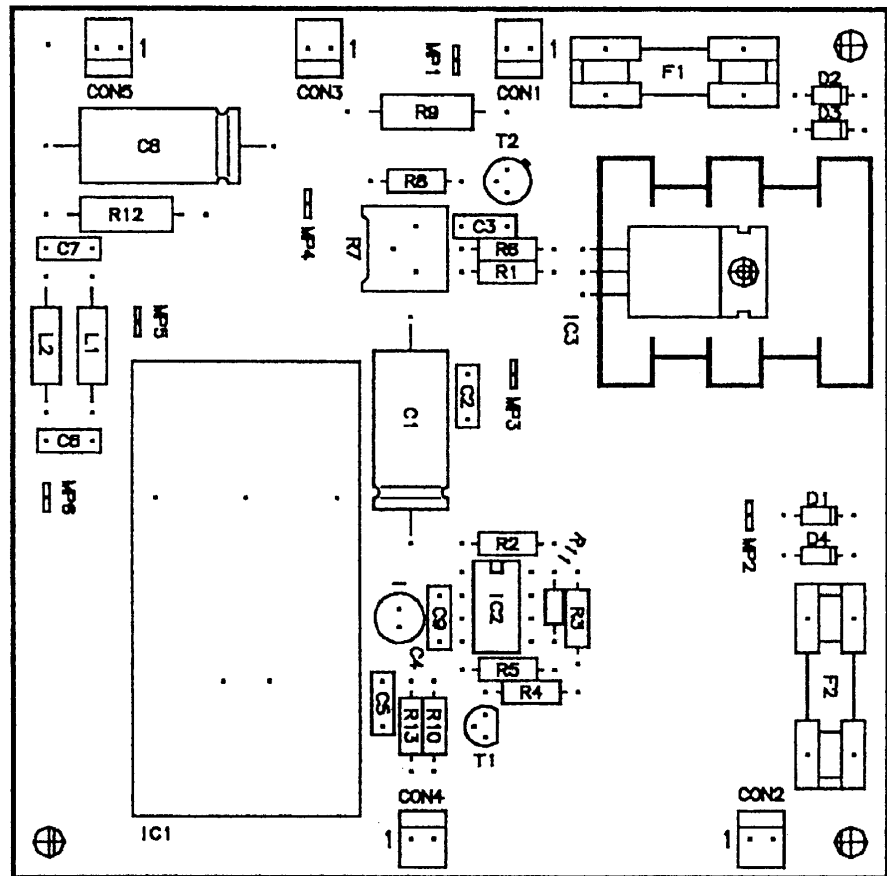 1
1
1
CON5
CON3
MP1
CON1
F1
D2
D3
C8
R9
T2
R8
R12
MP4
R7
C3
R6
R1
C7
IC3
L2
L1
MP5
C1
C2
MP3
C6
MP6
D1
D4
MP2
R2
R11
IC2
R3
C9
C4
R5
R4
C5
R13
R10
T1
F2
CON4
CON2
1
1
IC1